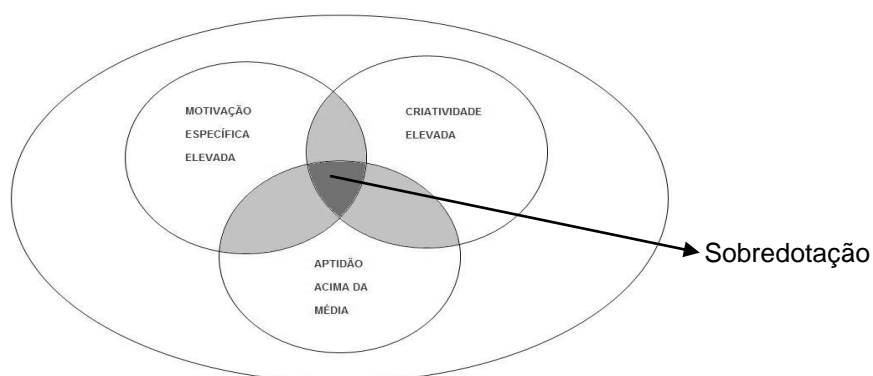 MOTIVAÇÃO
ESPECÍFICA
ELEVADA
CRIATIVIDADE
ELEVADA
APTIDÃO
ACIMA DA
MÉDIA
Sobredotação